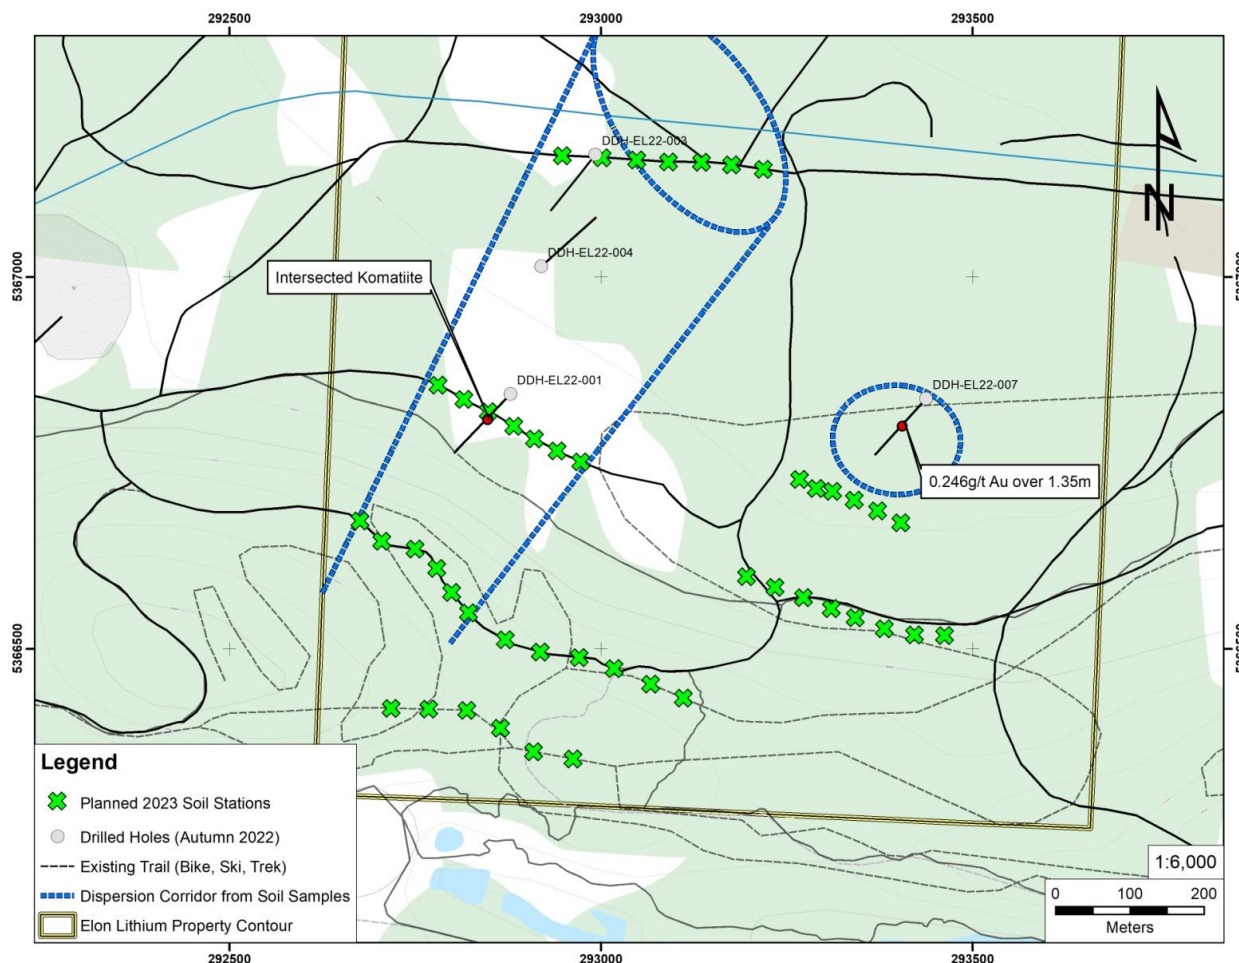 292500
293000
293500
DDH-EL22-003
N
DDH-EL22-004
5367000
5367000
Intersected Komatiite
DDH-EL22-001
DDH-EL22-007
0.246g/t Au over 1.35m
5366500
5366500
Legend
Planned 2023 Soil Stations
Drilled Holes (Autumn 2022)
Existing Trail (Bike, Ski, Trek)
Dispersion Corridor from Soil Samples
Elon Lithium Property Contour
1:6,000
0 100 200
Meters
292500
293000
293500